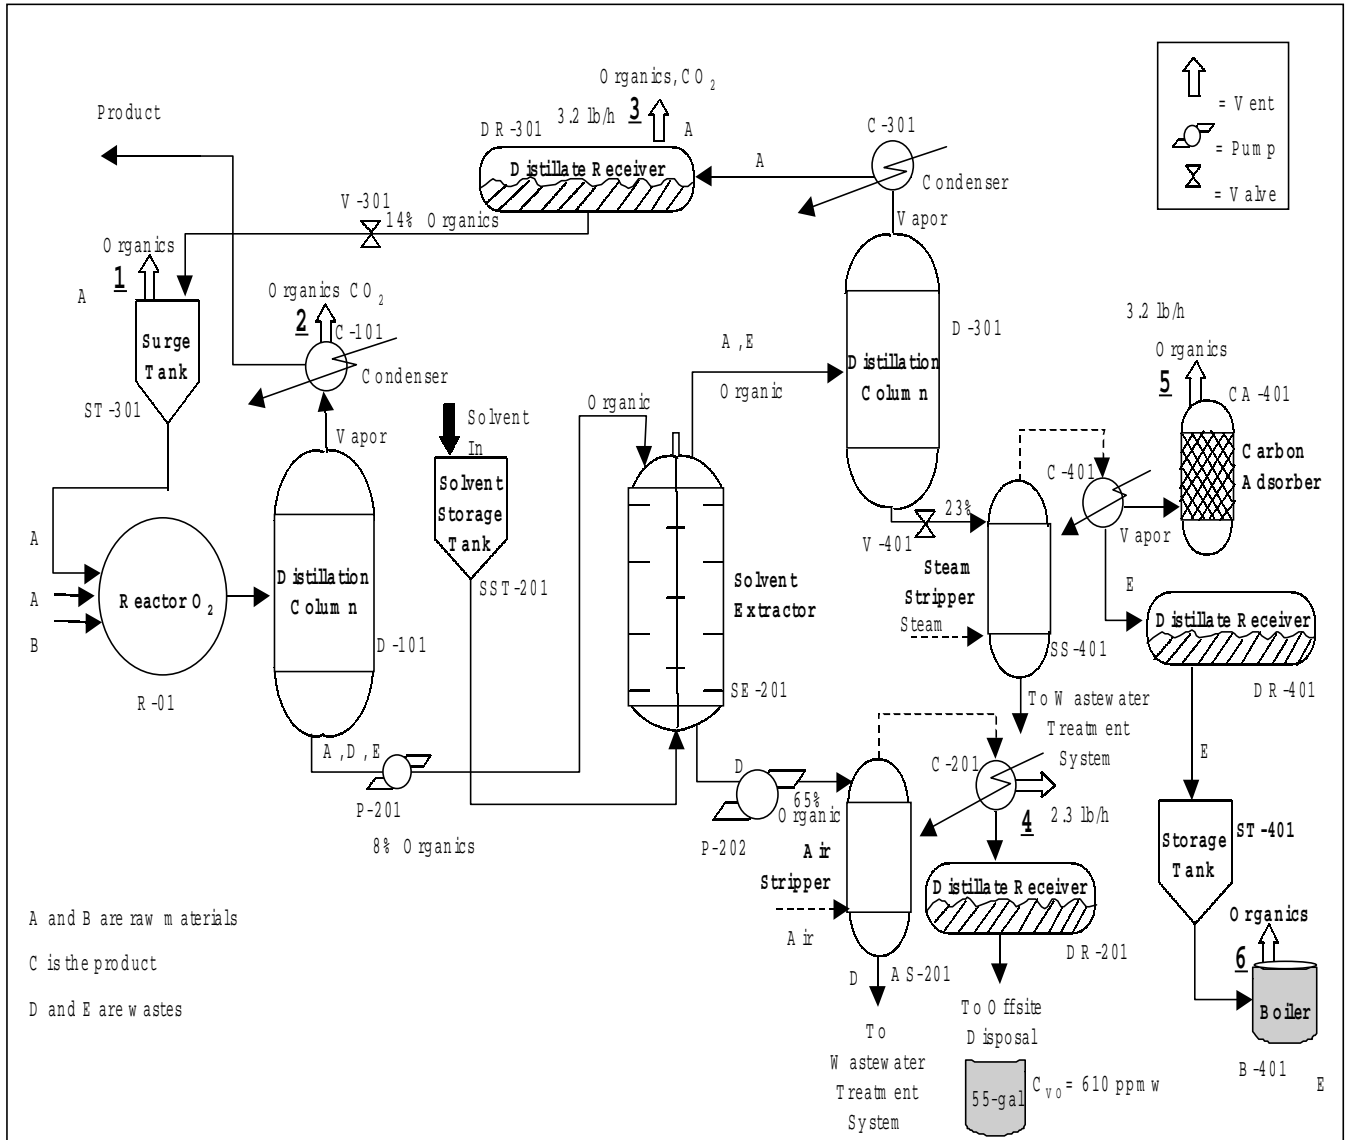 Organics, CO2
3.2 lb/h
3
A
DR-301
Distillate Receiver
Product
C-301
A
Condenser
Vapor
= Vent
= Pump
= Valve
V-301
14% Organics
Organics
1
A
Surge
Tank
ST-301
Organics CO2
2
C-101
Condenser
Vapor
Solvent
In
Solvent
Storage
Tank
SST-201
Organic
A,E
Organic
D-301
Distillation
Column
3.2 lb/h
Organics
5
CA-401
Carbon
Adsorber
C-401
Vapor
23%
V-401
Steam
Stripper
Steam
SS-401
To Wastewater
Treatment
System
E
Distillate Receiver
DR-401
A
A
B
Reactor O2
R-01
Distillation
Column
D-101
A,D,E
P-201
8% Organics
Solvent
Extractor
SE-201
D
65%
Organic
P-202
Air
Stripper
Air
D
AS-201
To
Wastewater
Treatment
System
C-201
4
2.3 lb/h
Distillate Receiver
DR-201
To Offsite
Disposal
55-gal
CVO = 610 ppmw
E
Storage
Tank
ST-401
Organics
6
Boiler
B-401
E
A and B are raw materials
C is the product
D and E are wastes